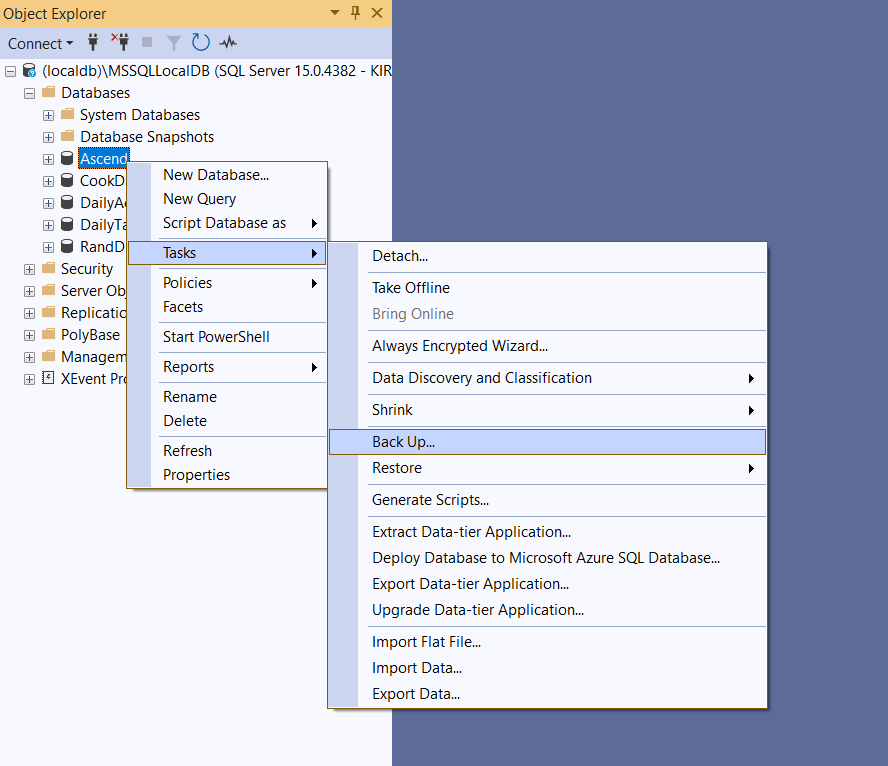 Object Explorer
Connect
(localdb)\MSSQLLocalDB (SQL Server 15.0.4382 - KIR
Databases
System Databases
Database Snapshots
Ascend
CookD
DailyA
DailyTa
RandD
Security
Server Ob
Replicatio
PolyBase
Managem
XEvent Pro
New Database...
New Query
Script Database as
Tasks
Policies
Facets
Start PowerShell
Reports
Rename
Delete
Refresh
Properties
Detach...
Take Offline
Bring Online
Always Encrypted Wizard...
Data Discovery and Classification
Shrink
Back Up...
Restore
Generate Scripts...
Extract Data-tier Application...
Deploy Database to Microsoft Azure SQL Database...
Export Data-tier Application...
Upgrade Data-tier Application...
Import Flat File...
Import Data...
Export Data...